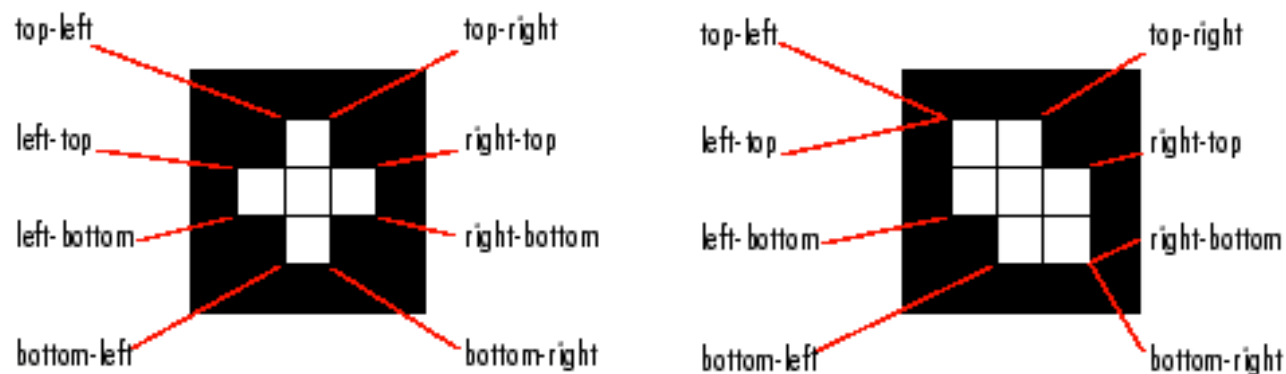 top-left
top-right
left-top
right-top
left-bottom
right-bottom
bottom-left
bottom-right
top-left
top-right
left-top
right-top
left-bottom
right-bottom
bottom-left
bottom-right